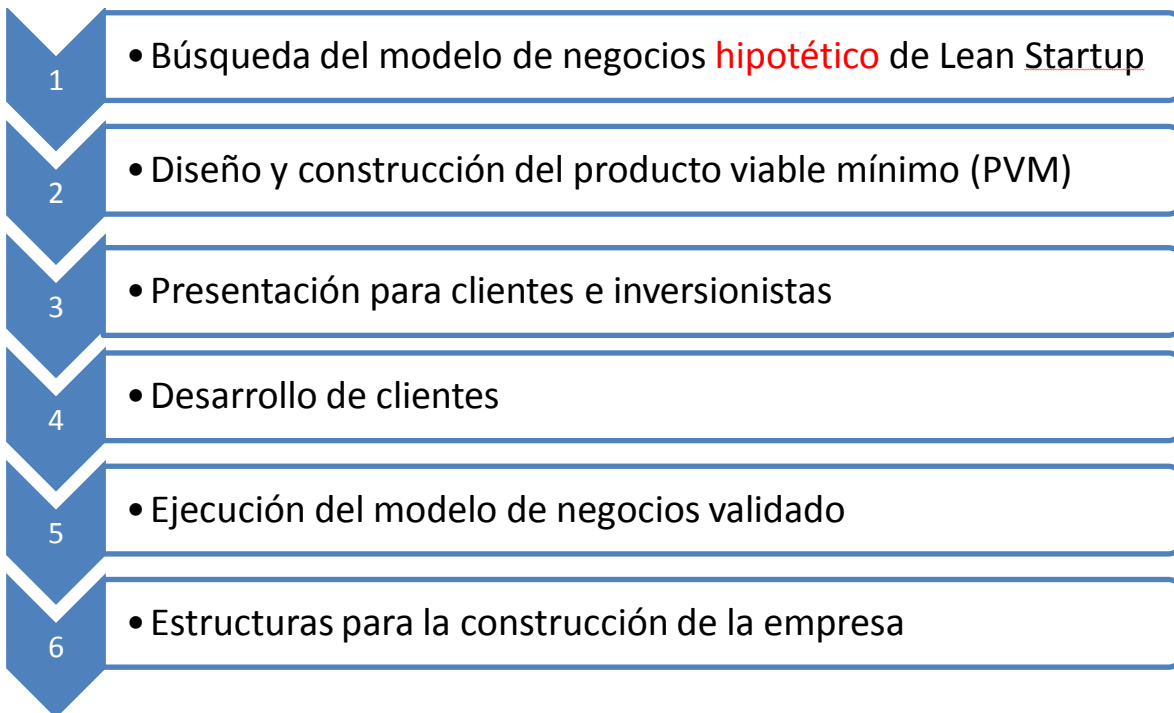 1
• Búsqueda del modelo de negocios hipotético de Lean Startup
2
• Diseño y construcción del producto viable mínimo (PVM)
3
• Presentación para clientes e inversionistas
4
• Desarrollo de clientes
5
• Ejecución del modelo de negocios validado
6
• Estructuras para la construcción de la empresa